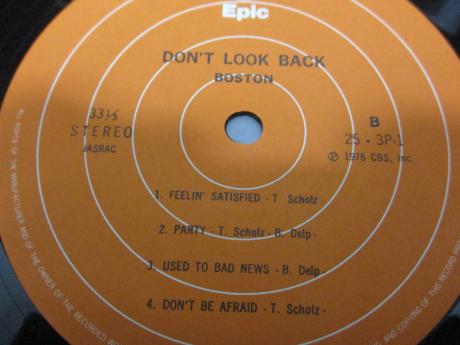 Epic
DON'T LOOK BACK
BOSTON
33⅓
STEREO
JASRAC
B
25・3P-1
Ⓟ 1978 CBS, Inc.
1. FEELIN' SATISFIED - T. Scholz -
2. PARTY - T. Scholz - B. Delp -
3. USED TO BAD NEWS - B. Delp -
4. DON'T BE AFRAID - T. Scholz -
ALL RIGHTS OF THE MANUFACTURER AND OF THE OWNER OF THE RECORDED
AND COPYING OF THIS RECORD